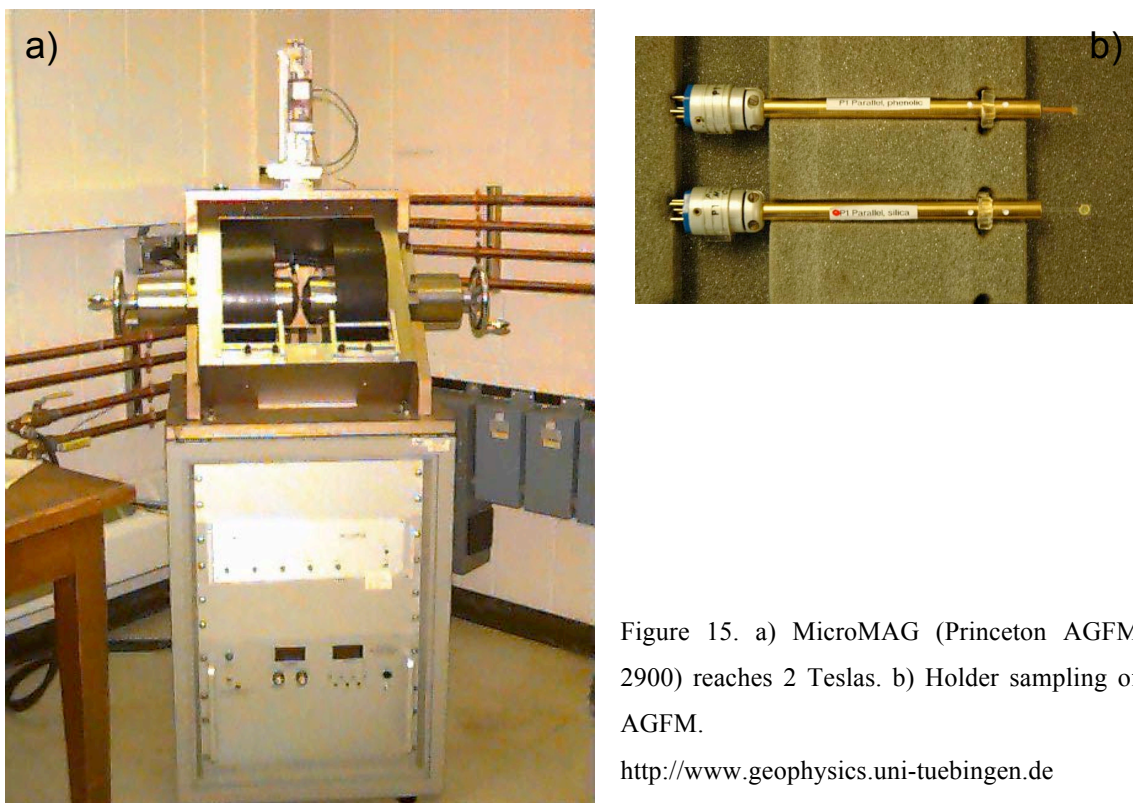 a)
b)
P1 Parallel, phenolic
P1 Parallel, silica
P1
Figure 15. a) MicroMAG (Princeton AGFM
2900) reaches 2 Teslas. b) Holder sampling of
AGFM.
http://www.geophysics.uni-tuebingen.de